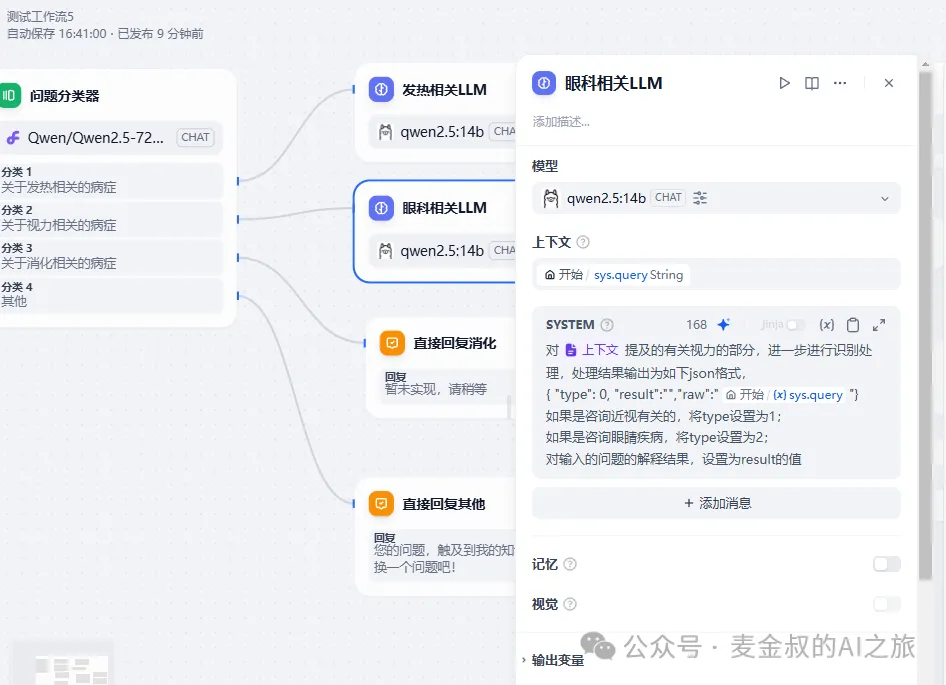 测试工作流5
自动保存 16:41:00 · 已发布 9 分钟前
问题分类器
Qwen/Qwen2.5-72... CHAT
分类 1
关于发热相关的病症
分类 2
关于视力相关的病症
分类 3
关于消化相关的病症
分类 4
其他
发热相关LLM
qwen2.5:14b CHA
眼科相关LLM
qwen2.5:14b CHA
直接回复消化
回复
暂未实现，请稍等
直接回复其他
回复
您的问题，触及到我的知
换一个问题吧！
眼科相关LLM
添加描述...
模型
qwen2.5:14b CHAT
上下文
开始 / sys.query String
SYSTEM 168 Jinja {x}
对 上下文 提及的有关视力的部分，进一步进行识别处
理，处理结果输出为如下json格式，
{ "type": 0, "result":"","raw":" 开始 / {x} sys.query "}
如果是咨询近视有关的，将type设置为1；
如果是咨询眼睛疾病，将type设置为2；
对输入的问题的解释结果，设置为result的值
+ 添加消息
记忆
视觉
输出变量
公众号 · 麦金叔的AI之旅